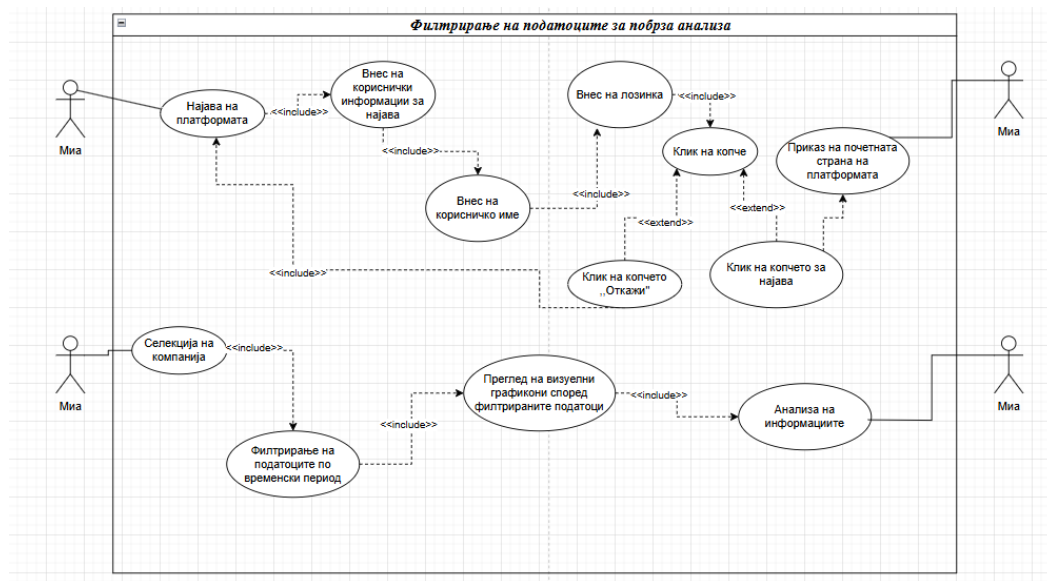 Филтрирање на податоците за побрза анализа
Миа
Најава на
платформата
<<include>>
Внес на
кориснички
информации за
најава
<<include>>
Внес на
корисничко име
<<include>>
Внес на лозинка
<<include>>
Клик на копче
Приказ на почетната
страна на
платформата
Миа
<<extend>>
<<extend>>
Клик на копчето
,,Откажи"
Клик на копчето за
најава
<<include>>
Миа
Селекција на
компанија
<<include>>
Филтрирање на
податоците по
временски период
<<include>>
Преглед на визуелни
графикони според
филтрираните податоци
<<include>>
Анализа на
информациите
Миа